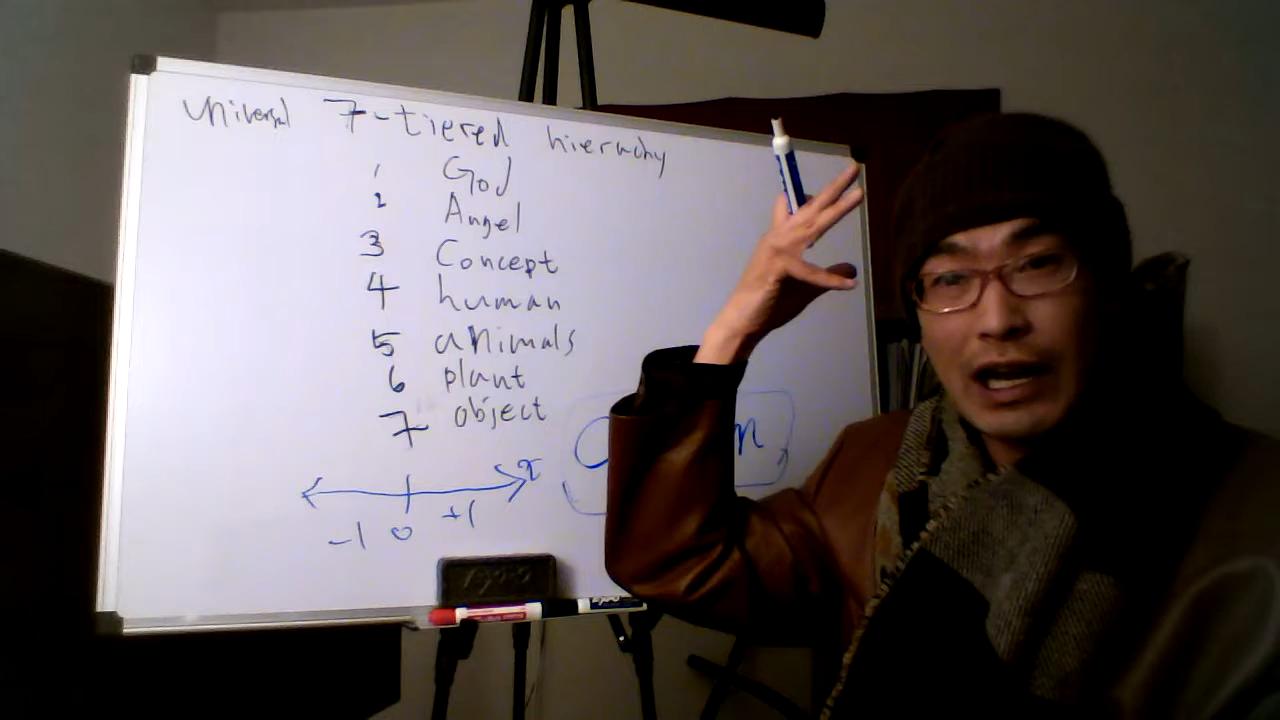 universal 7-tiered hierachy
1 God
2 Angel
3 Concept
4 human
5 animals
6 plant
7 object
x
-1 0 +1